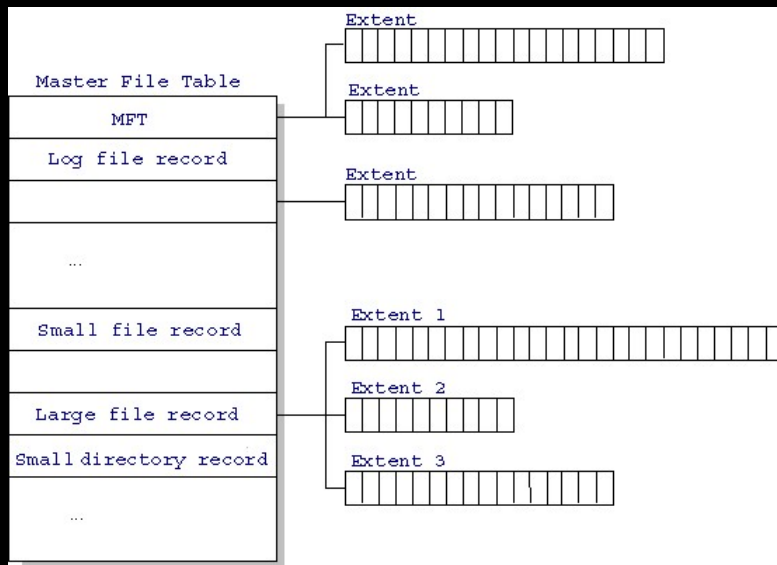 Master File Table
MFT
Log file record
...
Small file record
Large file record
Small directory record
...
Extent
Extent
Extent
Extent 1
Extent 2
Extent 3